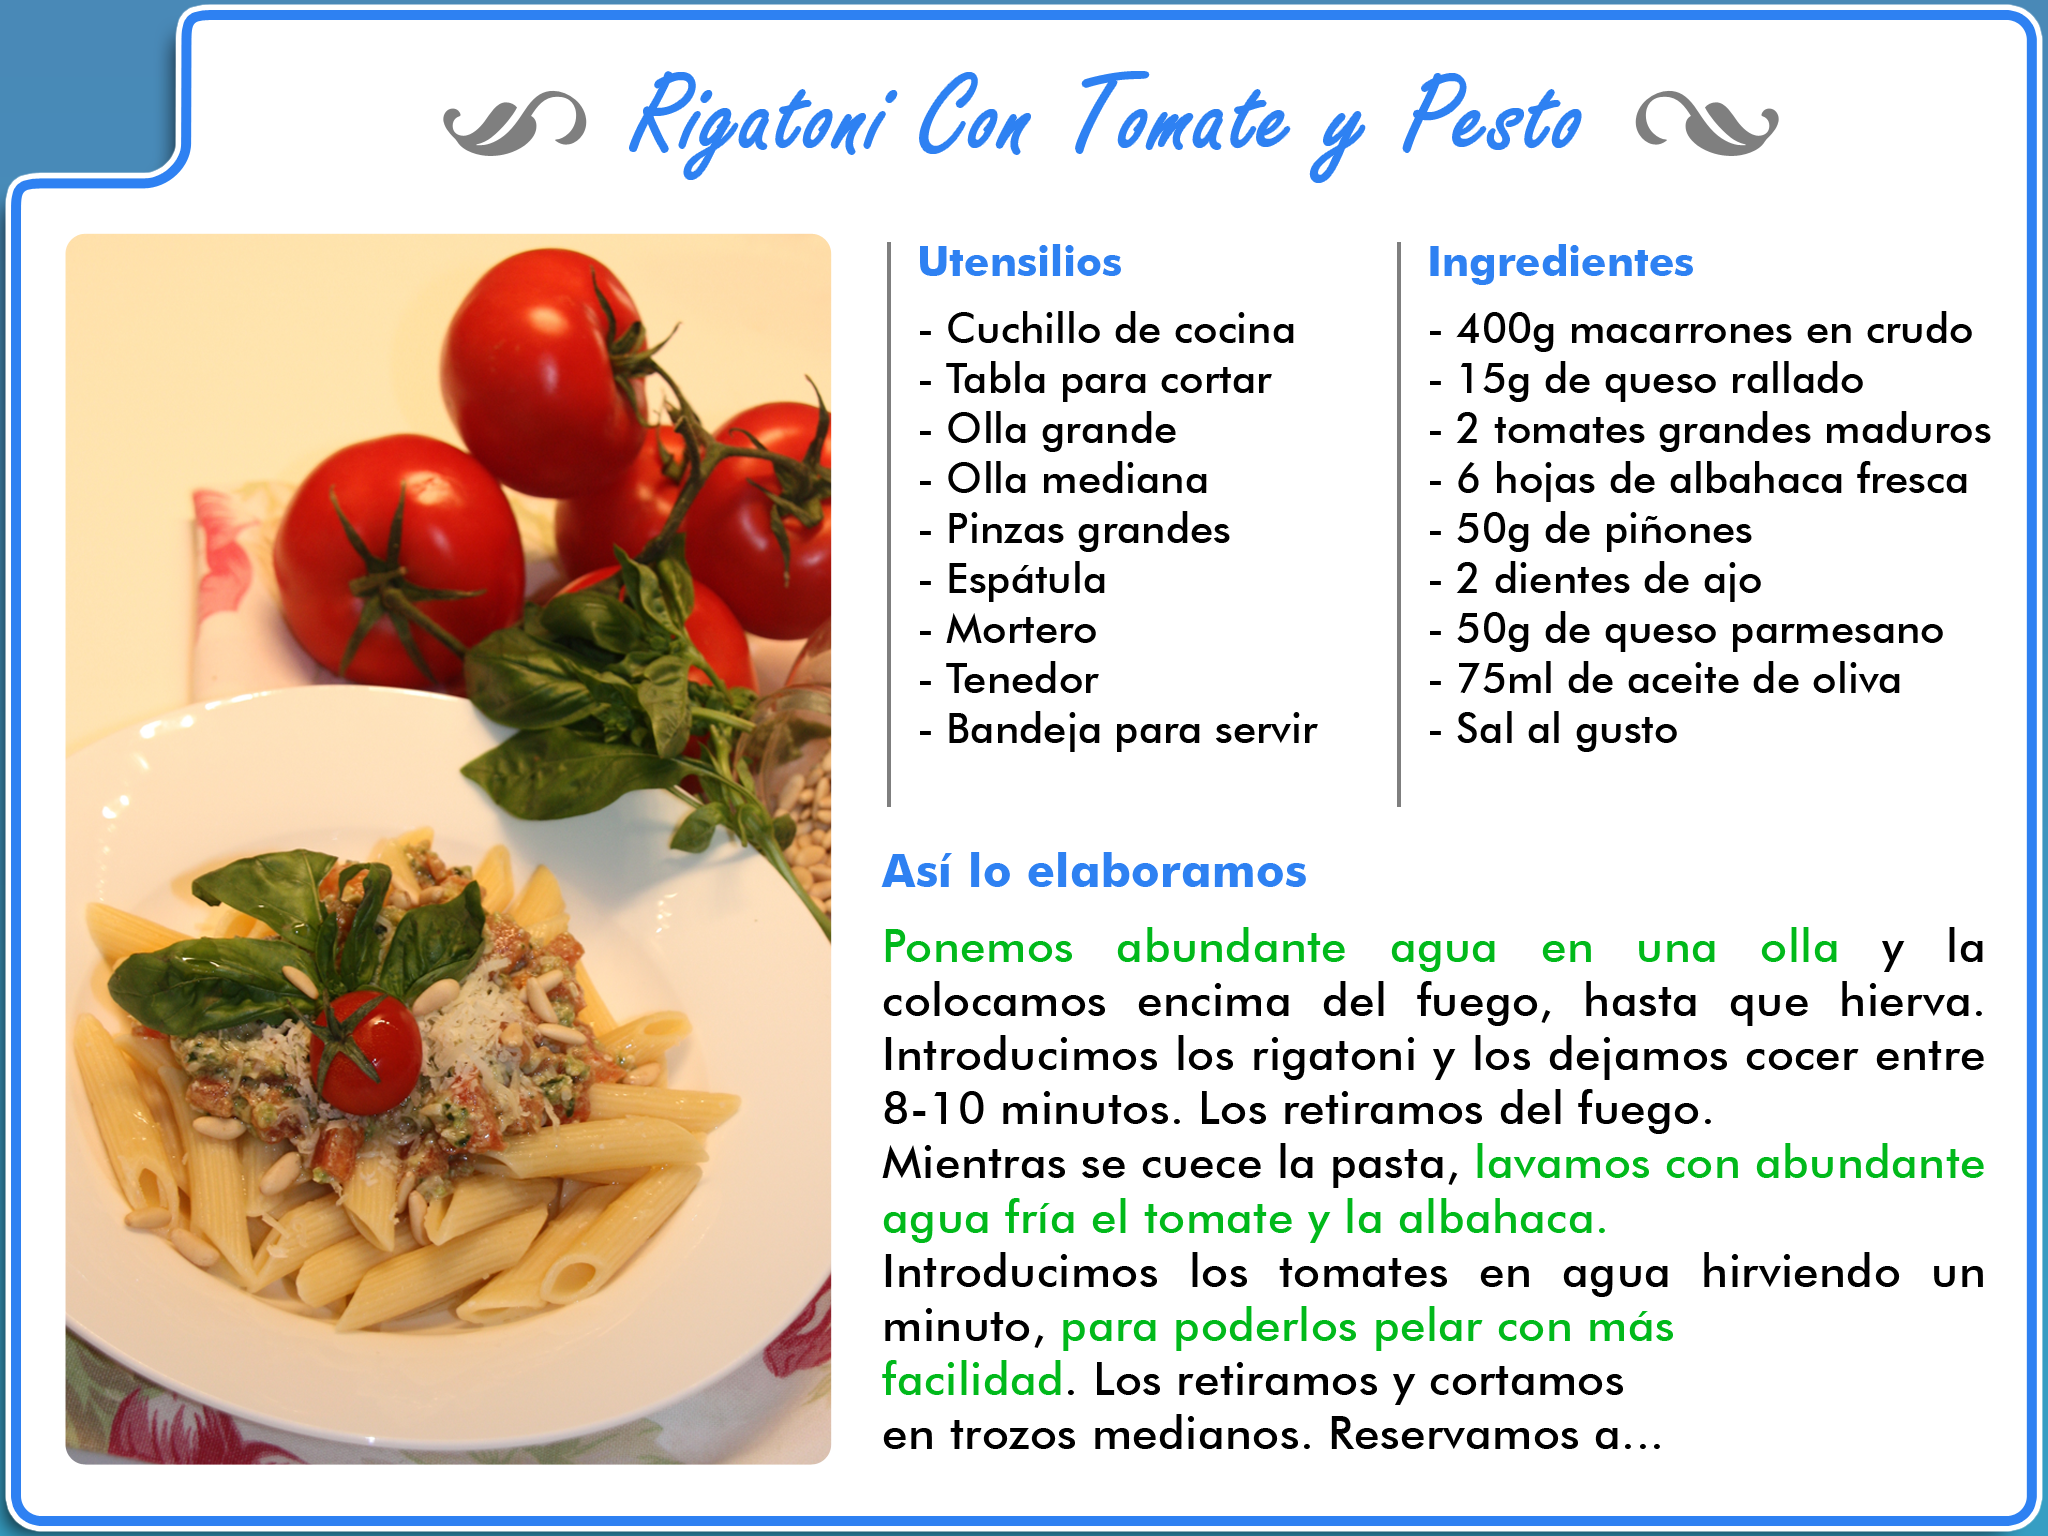 Rigatoni Con Tomate y Pesto
Utensilios
- Cuchillo de cocina
- Tabla para cortar
- Olla grande
- Olla mediana
- Pinzas grandes
- Espátula
- Mortero
- Tenedor
- Bandeja para servir
Ingredientes
- 400g macarrones en crudo
- 15g de queso rallado
- 2 tomates grandes maduros
- 6 hojas de albahaca fresca
- 50g de piñones
- 2 dientes de ajo
- 50g de queso parmesano
- 75ml de aceite de oliva
- Sal al gusto
Así lo elaboramos
Ponemos abundante agua en una olla y la
colocamos encima del fuego, hasta que hierva.
Introducimos los rigatoni y los dejamos cocer entre
8-10 minutos. Los retiramos del fuego.
Mientras se cuece la pasta, lavamos con abundante
agua fría el tomate y la albahaca.
Introducimos los tomates en agua hirviendo un
minuto, para poderlos pelar con más
facilidad. Los retiramos y cortamos
en trozos medianos. Reservamos a...